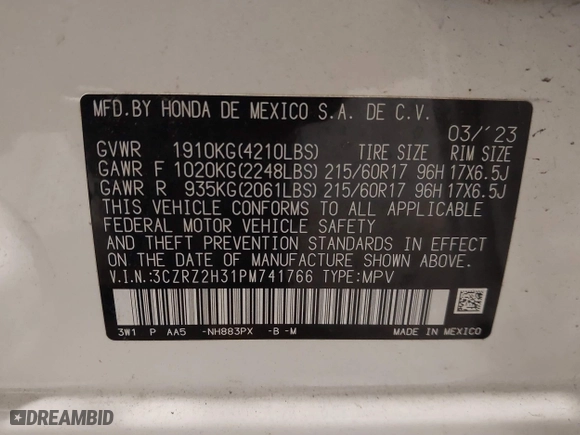 MFD.BY HONDA DE MEXICO S.A. DE C.V.
03/'23
GVWR 1910KG(4210LBS) TIRE SIZE RIM SIZE
GAWR F 1020KG(2248LBS) 215/60R17 96H 17X6.5J
GAWR R 935KG(2061LBS) 215/60R17 96H 17X6.5J
THIS VEHICLE CONFORMS TO ALL APPLICABLE
FEDERAL MOTOR VEHICLE SAFETY
AND THEFT PREVENTION STANDARDS IN EFFECT
ON THE DATE OF MANUFACTURE SHOWN ABOVE.
V.I.N.:3CZRZ2H31PM741766 TYPE:MPV
3W1 P AA5 -NH883PX -B -M MADE IN MEXICO
DREAMBID